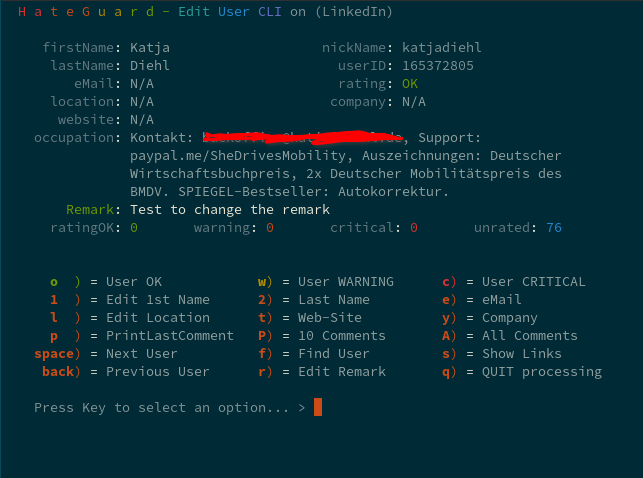 H a t e G u a r d - Edit User CLI on (LinkedIn)
firstName: Katja nickName: katjadiehl
lastName: Diehl userID: 165372805
eMail: N/A rating: OK
location: N/A company: N/A
website: N/A
occupation: Kontakt: , Support:
paypal.me/SheDrivesMobility, Auszeichnungen: Deutscher
Wirtschaftsbuchpreis, 2x Deutscher Mobilitätspreis des
BMDV. SPIEGEL-Bestseller: Autokorrektur.
Remark: Test to change the remark
ratingOK: 0 warning: 0 critical: 0 unrated: 76
o ) = User OK w) = User WARNING c) = User CRITICAL
1 ) = Edit 1st Name 2) = Last Name e) = eMail
l ) = Edit Location t) = Web-Site y) = Company
p ) = PrintLastComment P) = 10 Comments A) = All Comments
space) = Next User f) = Find User s) = Show Links
back) = Previous User r) = Edit Remark q) = QUIT processing
Press Key to select an option... >